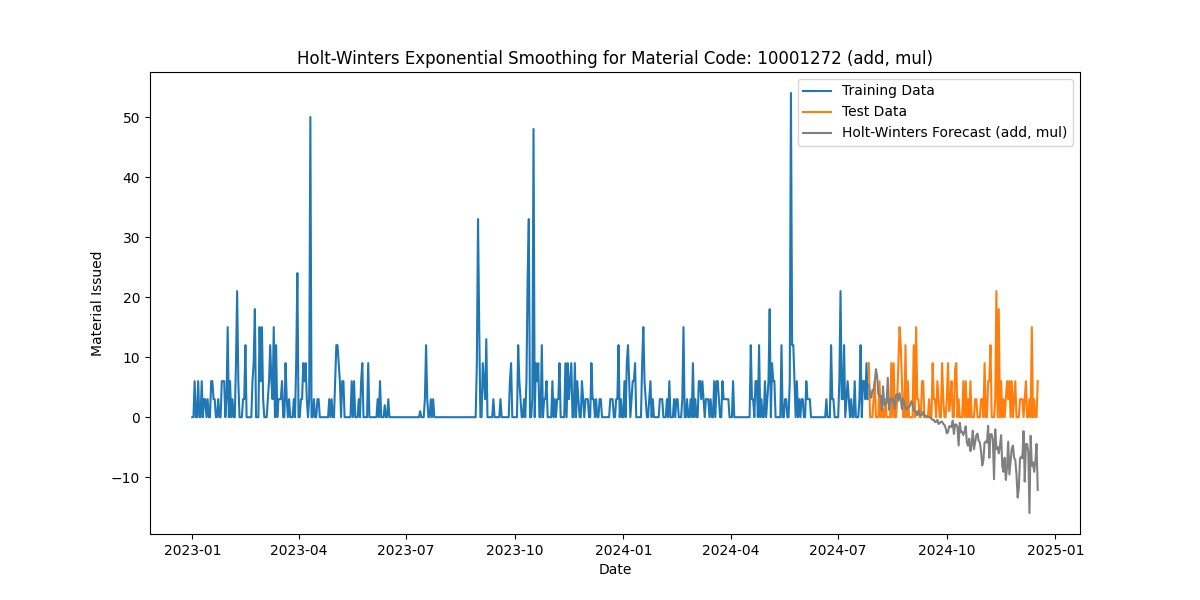 Holt-Winters Exponential Smoothing for Material Code: 10001272 (add, mul)
Training Data
Test Data
Holt-Winters Forecast (add, mul)
Material Issued
50
40
30
20
10
0
−10
2023-01 2023-04 2023-07 2023-10 2024-01 2024-04 2024-07 2024-10 2025-01
Date